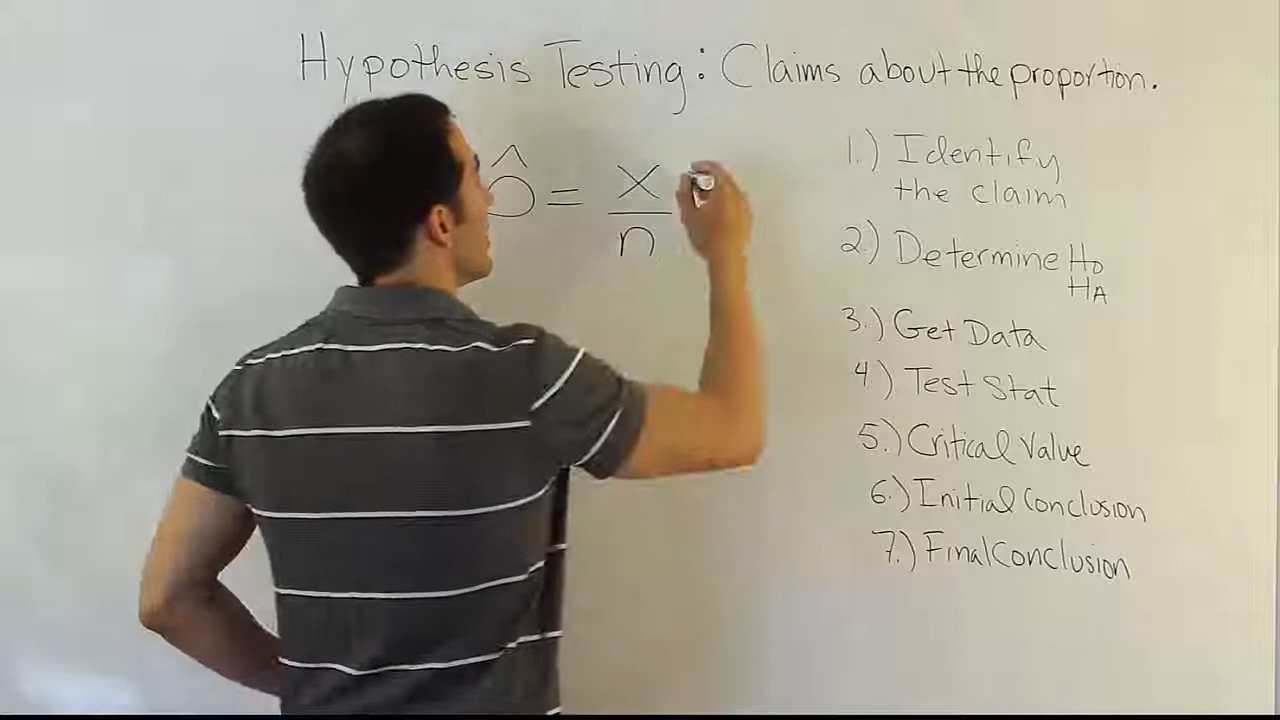 Hypothesis Testing: Claims about the proportion.
= x
n
1.) Identify
the claim
2.) Determine H0
HA
3.) Get Data
4.) Test Stat
5.) Critical Value
6.) Initial Conclusion
7.) Final Conclusion